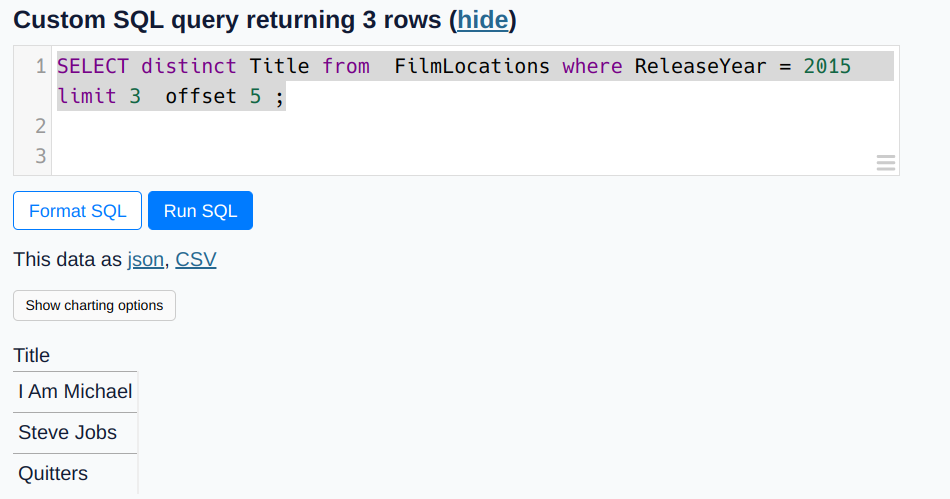 Custom SQL query returning 3 rows (hide)
1 SELECT distinct Title from  FilmLocations where ReleaseYear = 2015
limit 3  offset 5 ;
2
3
Format SQL Run SQL
This data as json, CSV
Show charting options
Title
I Am Michael
Steve Jobs
Quitters